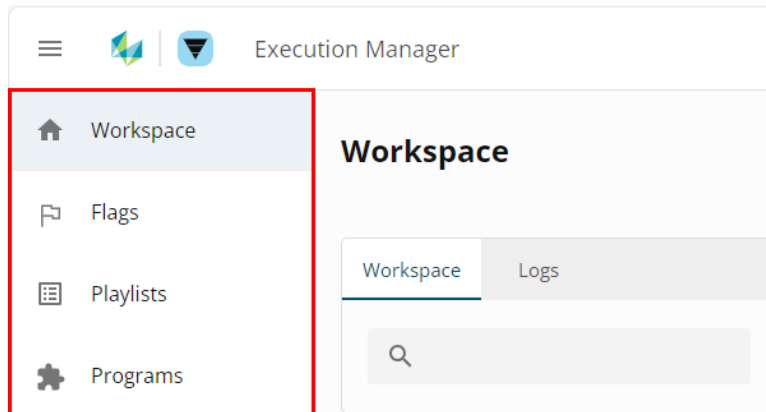 Execution Manager
Workspace
Flags
Playlists
Programs
Workspace
Workspace Logs